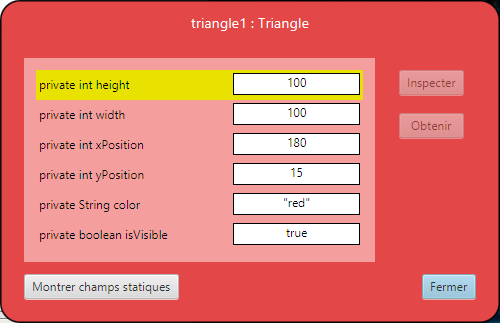 triangle1 : Triangle
private int height 100
private int width 100
private int xPosition 180
private int yPosition 15
private String color "red"
private boolean isVisible true
Inspecter
Obtenir
Montrer champs statiques
Fermer